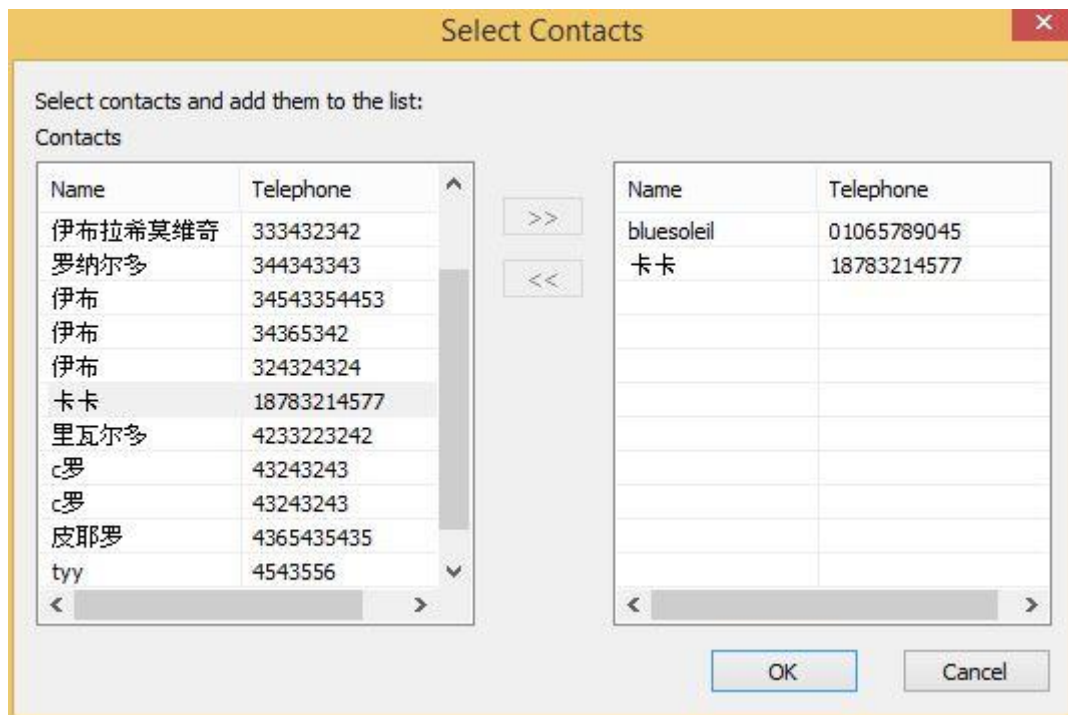 Select Contacts
Select contacts and add them to the list:
Contacts
Name Telephone
伊布拉希莫维奇 333432342
罗纳尔多 344343343
伊布 34543354453
伊布 34365342
伊布 324324324
卡卡 18783214577
里瓦尔多 4233223242
c罗 43243243
c罗 43243243
皮耶罗 4365435435
tyy 4543556
>>
<<
Name Telephone
bluesoleil 01065789045
卡卡 18783214577
OK Cancel